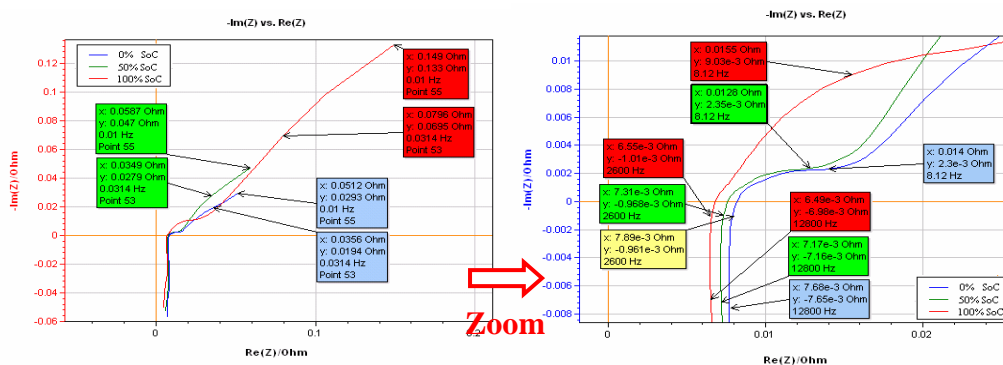 -Im(Z) vs. Re(Z)
0% SoC
50% SoC
100% SoC
-Im(Z)/Ohm
0.12
0.1
0.08
0.06
0.04
0.02
0
-0.02
-0.04
-0.06
0
0.1
0.2
Re(Z)/Ohm
x: 0.149 Ohm
y: 0.133 Ohm
0.01 Hz
Point 55
x: 0.0796 Ohm
y: 0.0695 Ohm
0.0314 Hz
Point 53
x: 0.0587 Ohm
y: 0.047 Ohm
0.01 Hz
Point 55
x: 0.0349 Ohm
y: 0.0279 Ohm
0.0314 Hz
Point 53
x: 0.0512 Ohm
y: 0.0293 Ohm
0.01 Hz
Point 55
x: 0.0356 Ohm
y: 0.0194 Ohm
0.0314 Hz
Point 53
Zoom
-Im(Z) vs. Re(Z)
-Im(Z)/Ohm
0.01
0.008
0.006
0.004
0.002
0
-0.002
-0.004
-0.006
-0.008
0
0.01
0.02
Re(Z)/Ohm
x: 0.0155 Ohm
y: 9.03e-3 Ohm
8.12 Hz
x: 0.0128 Ohm
y: 2.35e-3 Ohm
8.12 Hz
x: 0.014 Ohm
y: 2.3e-3 Ohm
8.12 Hz
x: 6.55e-3 Ohm
y: -1.01e-3 Ohm
2600 Hz
x: 7.31e-3 Ohm
y: -0.968e-3 Ohm
2600 Hz
x: 7.89e-3 Ohm
y: -0.961e-3 Ohm
2600 Hz
x: 6.49e-3 Ohm
y: -6.98e-3 Ohm
12800 Hz
x: 7.17e-3 Ohm
y: -7.16e-3 Ohm
12800 Hz
x: 7.68e-3 Ohm
y: -7.65e-3 Ohm
12800 Hz
0% SoC
50% SoC
100% SoC